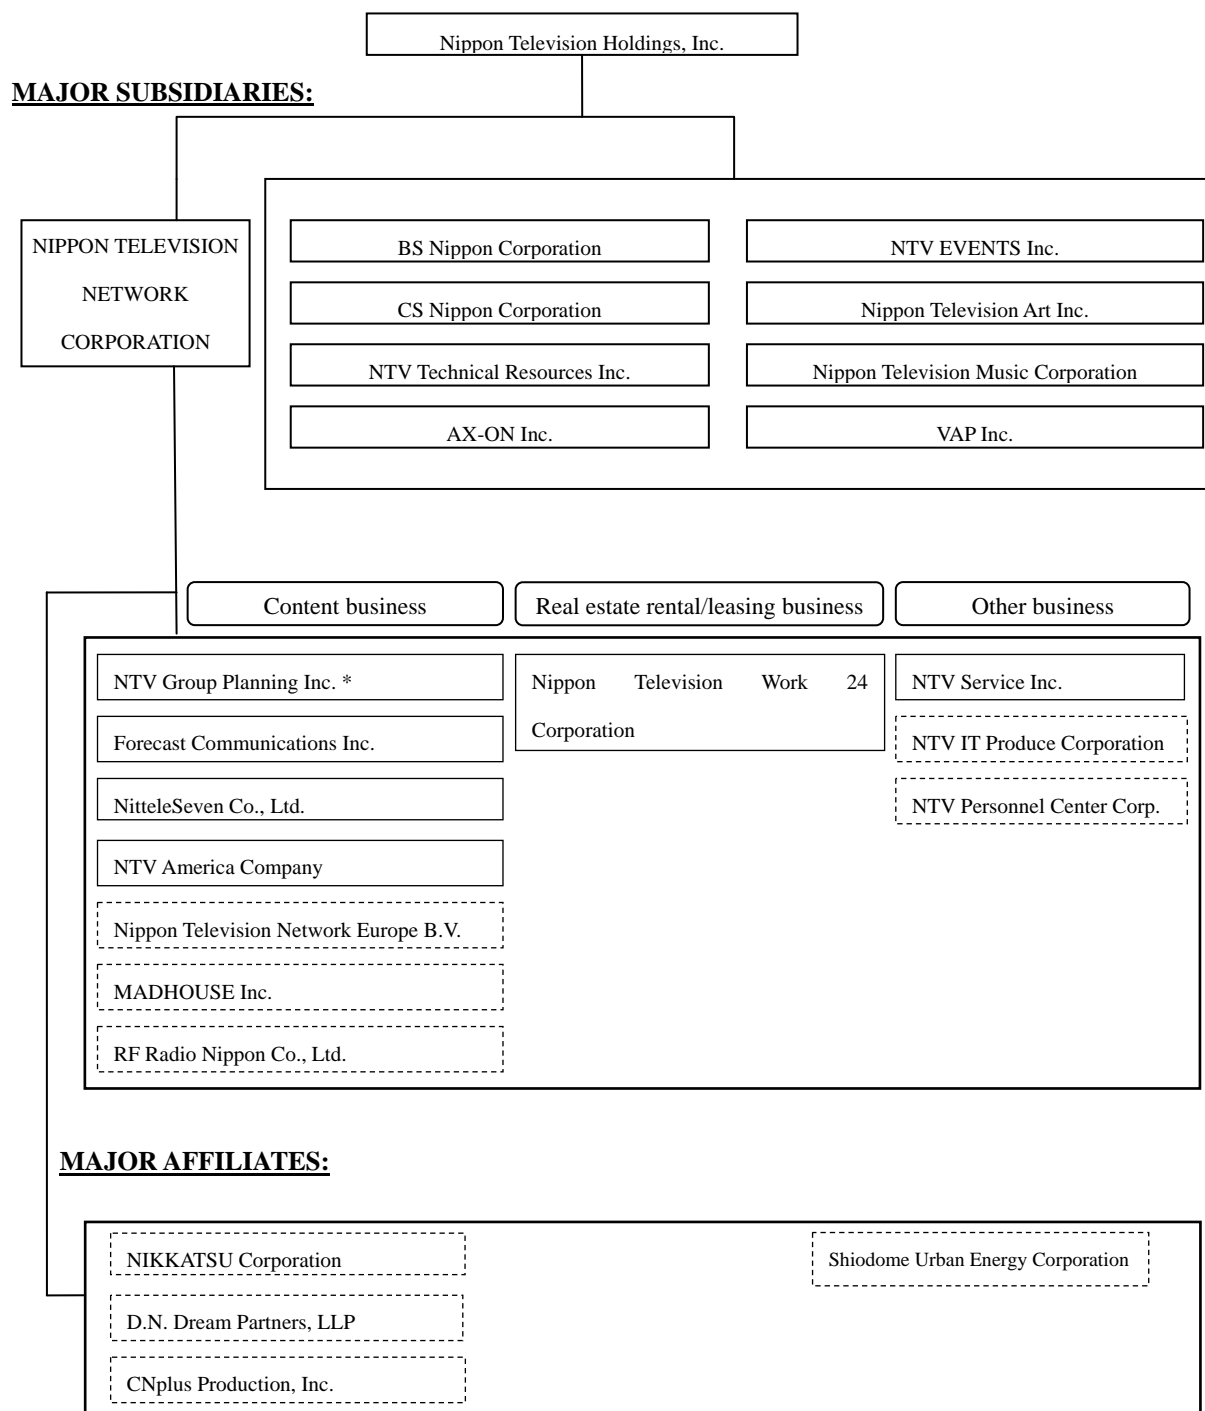 Nippon Television Holdings, Inc.
MAJOR SUBSIDIARIES:
NIPPON TELEVISION
NETWORK
CORPORATION
BS Nippon Corporation
NTV EVENTS Inc.
CS Nippon Corporation
Nippon Television Art Inc.
NTV Technical Resources Inc.
Nippon Television Music Corporation
AX-ON Inc.
VAP Inc.
Content business
Real estate rental/leasing business
Other business
NTV Group Planning Inc. *
Forecast Communications Inc.
NitteleSeven Co., Ltd.
NTV America Company
Nippon Television Network Europe B.V.
MADHOUSE Inc.
RF Radio Nippon Co., Ltd.
Nippon Television Work 24
Corporation
NTV Service Inc.
NTV IT Produce Corporation
NTV Personnel Center Corp.
MAJOR AFFILIATES:
NIKKATSU Corporation
D.N. Dream Partners, LLP
CNplus Production, Inc.
Shiodome Urban Energy Corporation